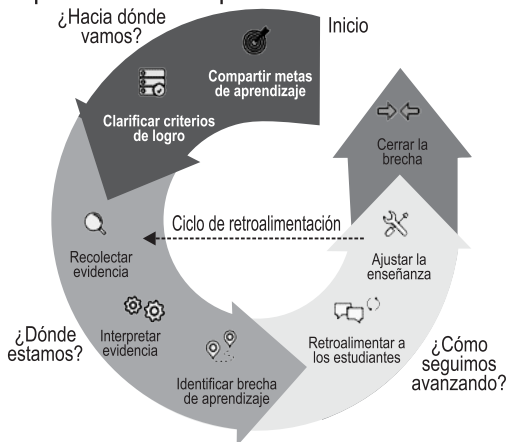 ¿Hacia dónde
vamos?
Inicio
Compartir metas
de aprendizaje
Clarificar criterios
de logro
Recolectar
evidencia
Interpretar
evidencia
¿Dónde
estamos?
Identificar brecha
de aprendizaje
Ciclo de retroalimentación
Retroalimentar a
los estudiantes
Ajustar la
enseñanza
¿Cómo
seguimos
avanzando?
Cerrar la
brecha